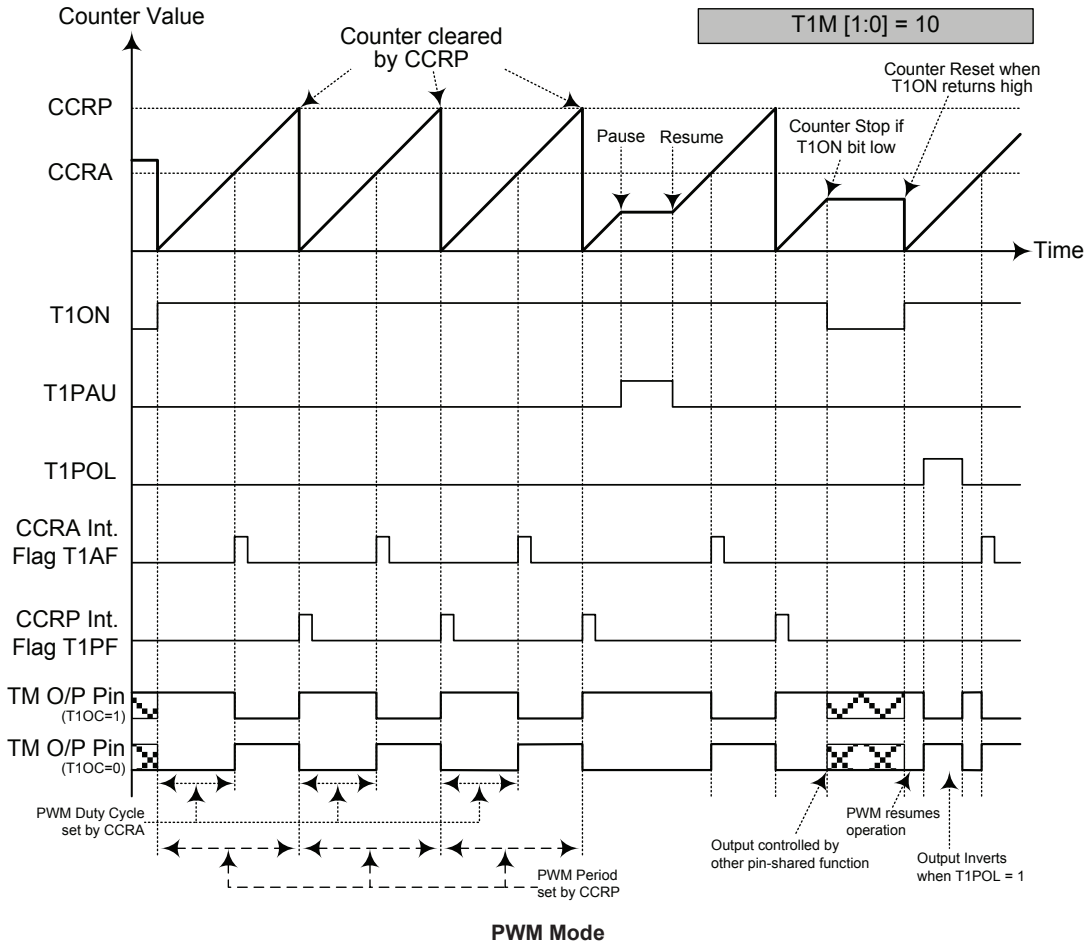 Counter Value
T1M [1:0] = 10
Counter cleared
by CCRP
Counter Reset when
T1ON returns high
CCRP
Counter Stop if
T1ON bit low
Pause
Resume
CCRA
Time
T1ON
T1PAU
T1POL
CCRA Int.
Flag T1AF
CCRP Int.
Flag T1PF
TM O/P Pin
(T1OC=1)
TM O/P Pin
(T1OC=0)
PWM Duty Cycle
set by CCRA
PWM resumes
operation
Output controlled by
other pin-shared function
Output Inverts
when T1POL = 1
PWM Period
set by CCRP
PWM Mode